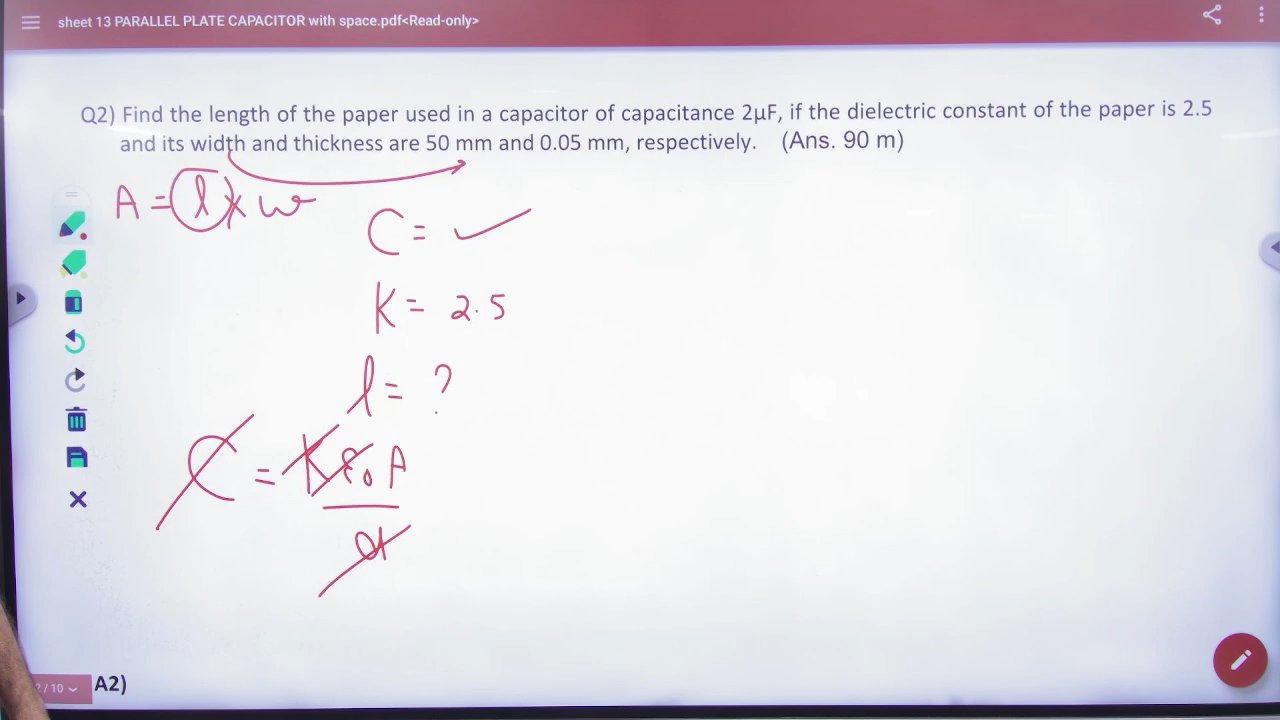 sheet 13 PARALLEL PLATE CAPACITOR with space.pdf<Read-only>
Q2) Find the length of the paper used in a capacitor of capacitance 2μF, if the dielectric constant of the paper is 2.5
and its width and thickness are 50 mm and 0.05 mm, respectively. (Ans. 90 m)
A = l x w
C = ✓
K = 2.5
l = ?
C = K ε₀ A
d
/ 10
A2)